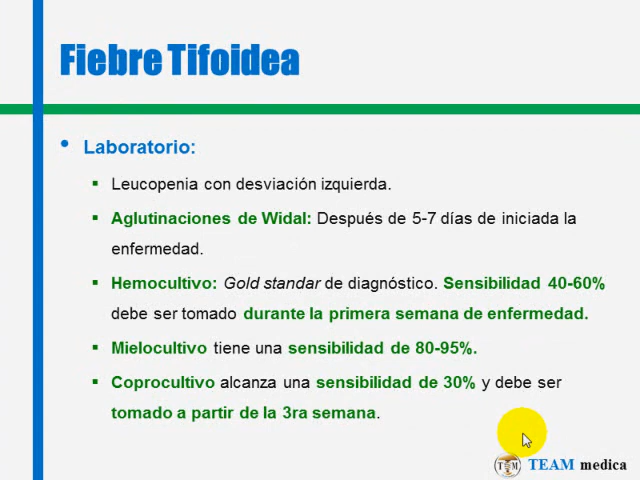 Fiebre Tifoidea
• Laboratorio:
▪ Leucopenia con desviación izquierda.
▪ Aglutinaciones de Widal: Después de 5-7 días de iniciada la
enfermedad.
▪ Hemocultivo: Gold standar de diagnóstico. Sensibilidad 40-60%
debe ser tomado durante la primera semana de enfermedad.
▪ Mielocultivo tiene una sensibilidad de 80-95%.
▪ Coprocultivo alcanza una sensibilidad de 30% y debe ser
tomado a partir de la 3ra semana.
TEAM medica